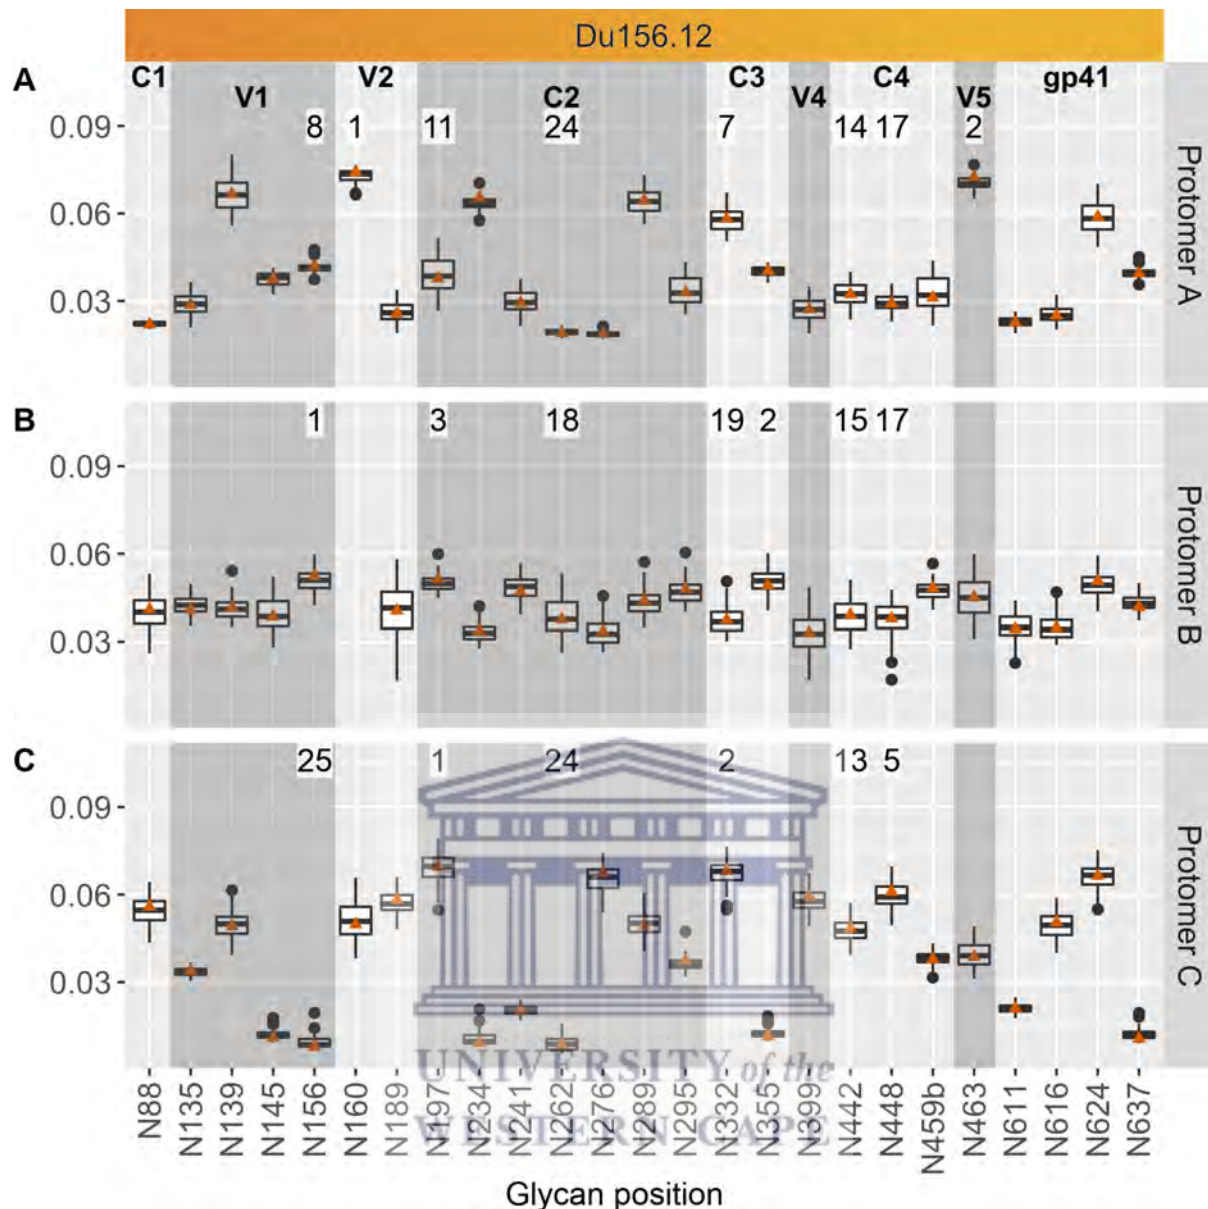 Du156.12
A
C1 V1 V2 C2 C3 V4 C4 V5 gp41
8 1 11 24 7 14 17 2
0.09
0.06
0.03
Protomer A
B
1 3 18 19 2 15 17
0.09
0.06
0.03
Protomer B
C
25 1 24 2 13 5
0.09
0.06
0.03
Protomer C
UNIVERSITY of the
WESTERN CAPE
N88 N135 N139 N145 N156 N160 N189 N197 N234 N241 N262 N276 N289 N295 N332 N355 N399 N442 N448 N459b N463 N611 N616 N624 N637
Glycan position